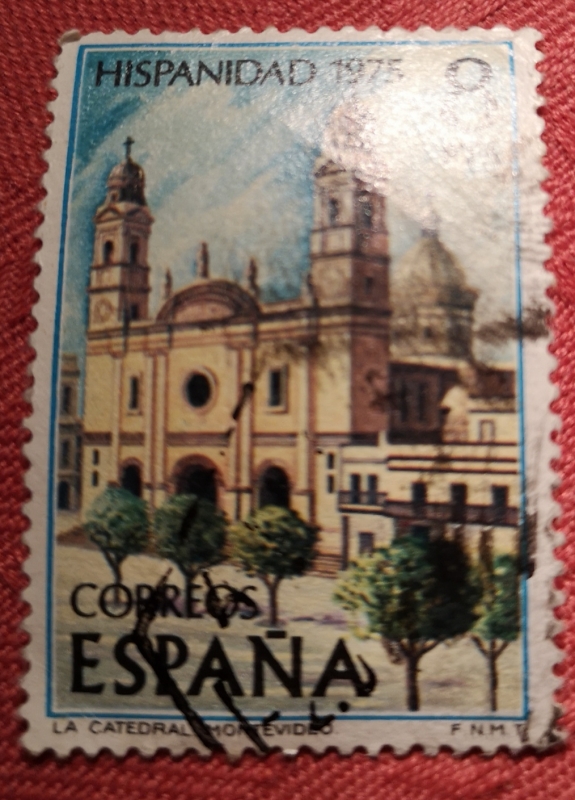 HISPANIDAD 1975
CORREOS
ESPAÑA
LA CATEDRAL. MONTEVIDEO.
F N M T